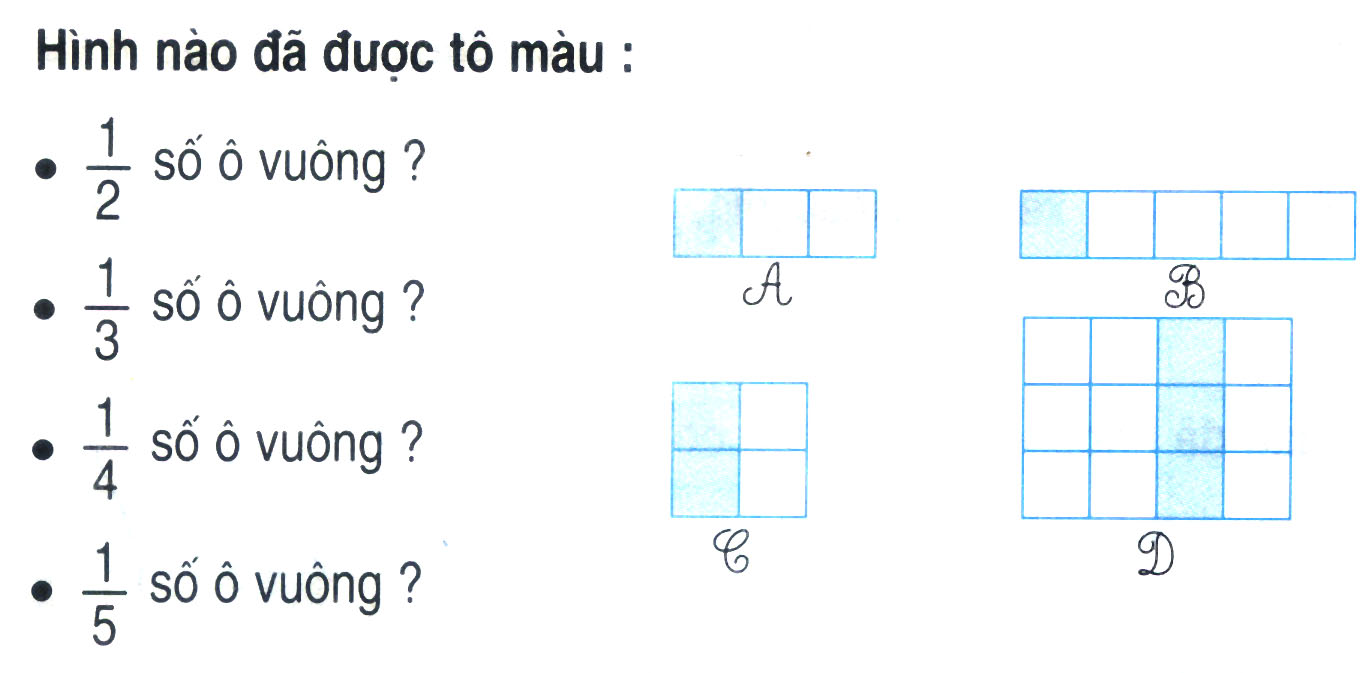 Hình nào đã được tô màu :
• 1/2 số ô vuông ?
• 1/3 số ô vuông ?
• 1/4 số ô vuông ?
• 1/5 số ô vuông ?
A
B
C
D